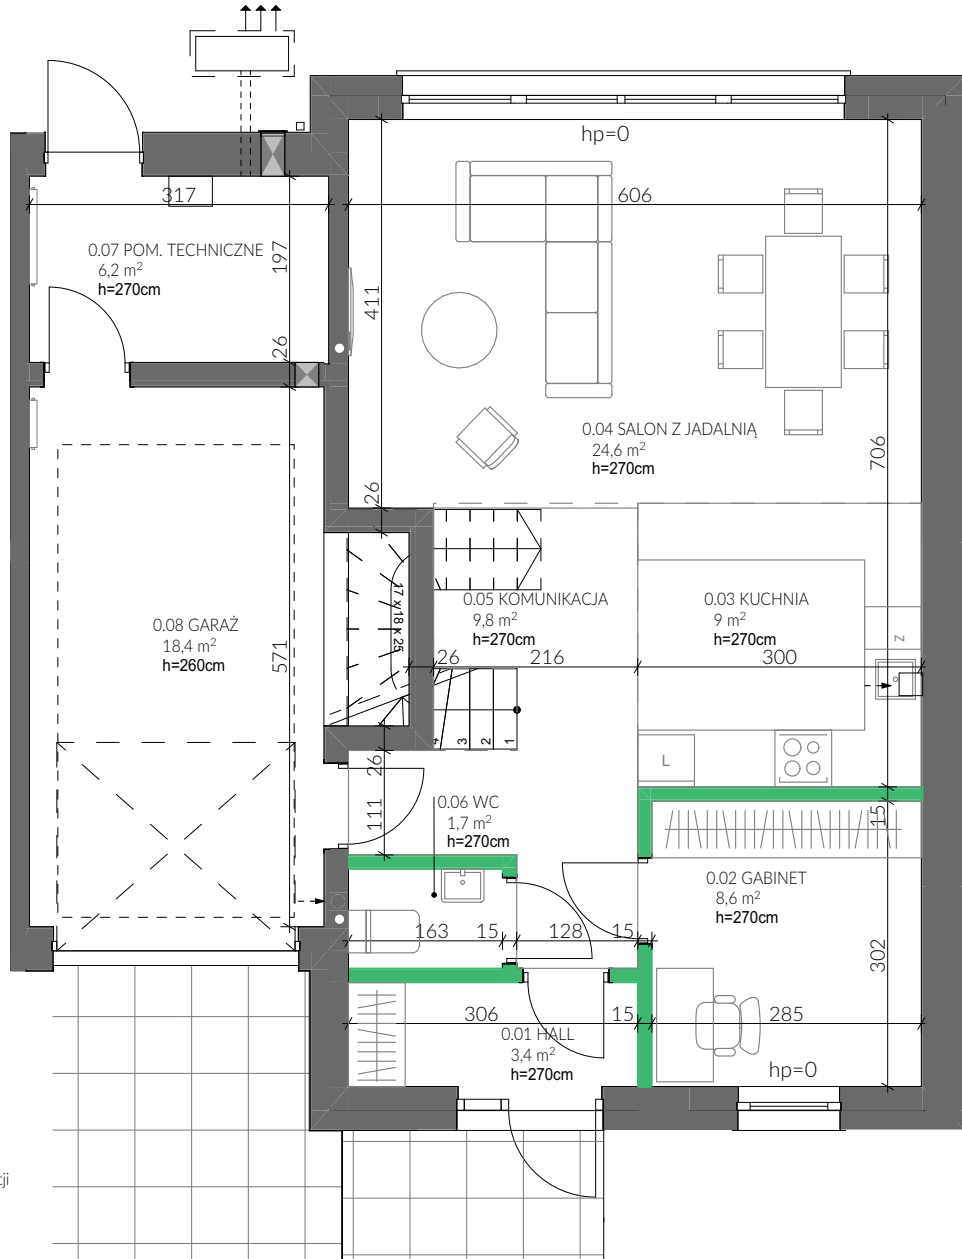 hp=0
317
606
0.07 POM. TECHNICZNE
6,2 m²
h=270cm
197
411
26
0.04 SALON Z JADALNIĄ
24,6 m²
h=270cm
706
26
17 x 18 x 25
0.05 KOMUNIKACJA
9,8 m²
h=270cm
0.03 KUCHNIA
9 m²
h=270cm
Z
0.08 GARAŻ
18,4 m²
h=260cm
571
26
216
300
4
3
2
1
L
26
0.06 WC
1,7 m²
h=270cm
111
15
0.02 GABINET
8,6 m²
h=270cm
163
15
128
15
302
306
15
285
0.01 HALL
3,4 m²
h=270cm
hp=0
cji